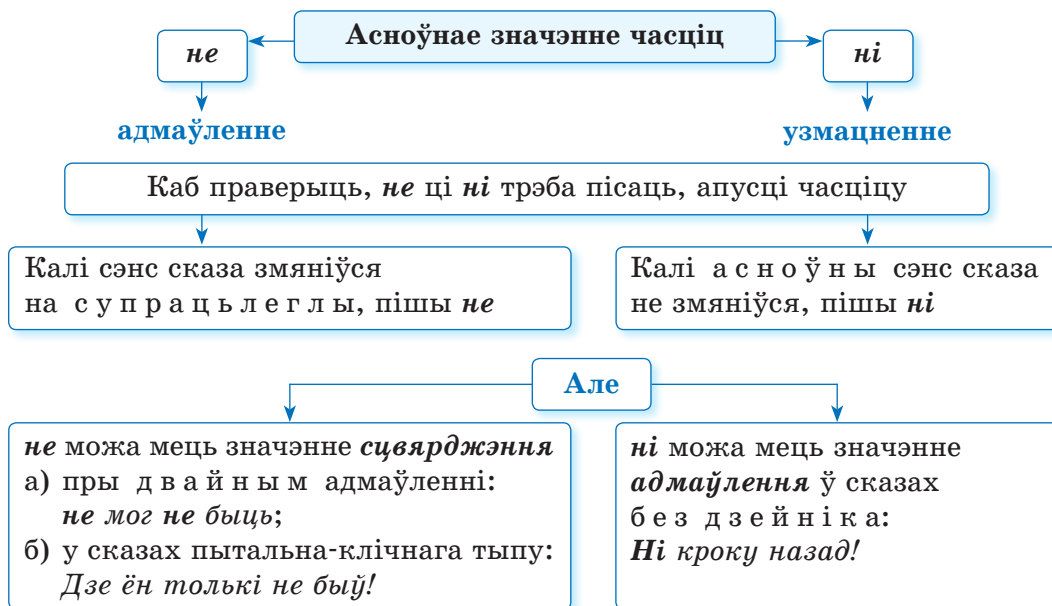 Асноўнае значэнне часціц
не
ні
адмаўленне
узмацненне
Каб праверыць, не ці ні трэба пісаць, апусці часціцу
Калі сэнс сказа змяніўся
на супрацьлеглы, пішы не
Калі асноўны сэнс сказа
не змяніўся, пішы ні
Але
не можа мець значэнне сцвярджэння
а) пры двайным адмаўленні:
не мог не быць;
б) у сказах пытальна-клічнага тыпу:
Дзе ён толькі не быў!
ні можа мець значэнне
адмаўлення ў сказах
без дзейніка:
Ні кроку назад!